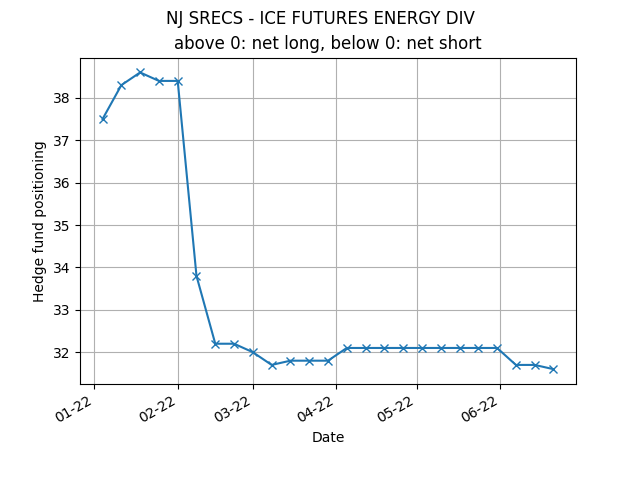 NJ SRECS - ICE FUTURES ENERGY DIV
above 0: net long, below 0: net short
Hedge fund positioning
38
37
36
35
34
33
32
01-22 02-22 03-22 04-22 05-22 06-22
Date